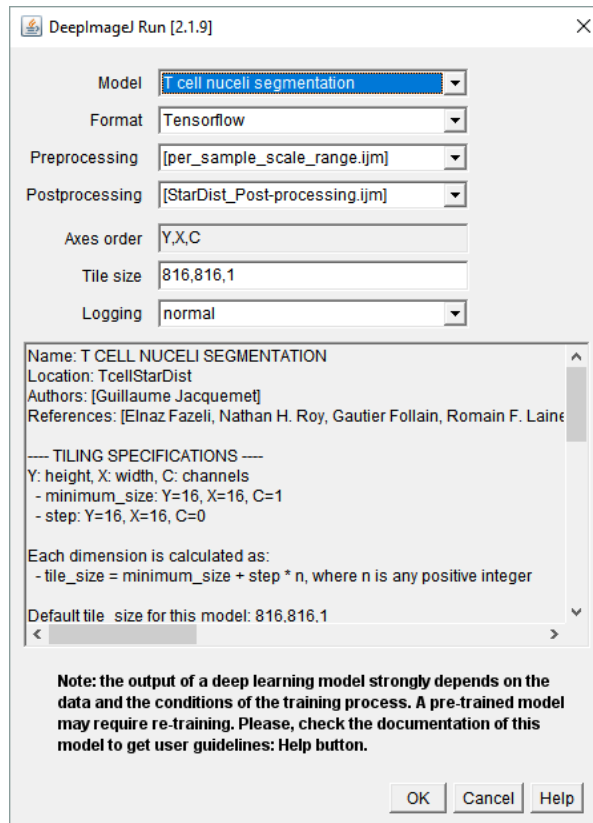 DeepImageJ Run [2.1.9]
Model T cell nuceli segmentation
Format Tensorflow
Preprocessing [per_sample_scale_range.ijm]
Postprocessing [StarDist_Post-processing.ijm]
Axes order Y,X,C
Tile size 816,816,1
Logging normal
Name: T CELL NUCELI SEGMENTATION
Location: TcellStarDist
Authors: [Guillaume Jacquemet]
References: [Elnaz Fazeli, Nathan H. Roy, Gautier Follain, Romain F. Laine
---- TILING SPECIFICATIONS ----
Y: height, X: width, C: channels
- minimum_size: Y=16, X=16, C=1
- step: Y=16, X=16, C=0
Each dimension is calculated as:
- tile_size = minimum_size + step * n, where n is any positive integer
Default tile_size for this model: 816,816,1
Note: the output of a deep learning model strongly depends on the
data and the conditions of the training process. A pre-trained model
may require re-training. Please, check the documentation of this
model to get user guidelines: Help button.
OK Cancel Help